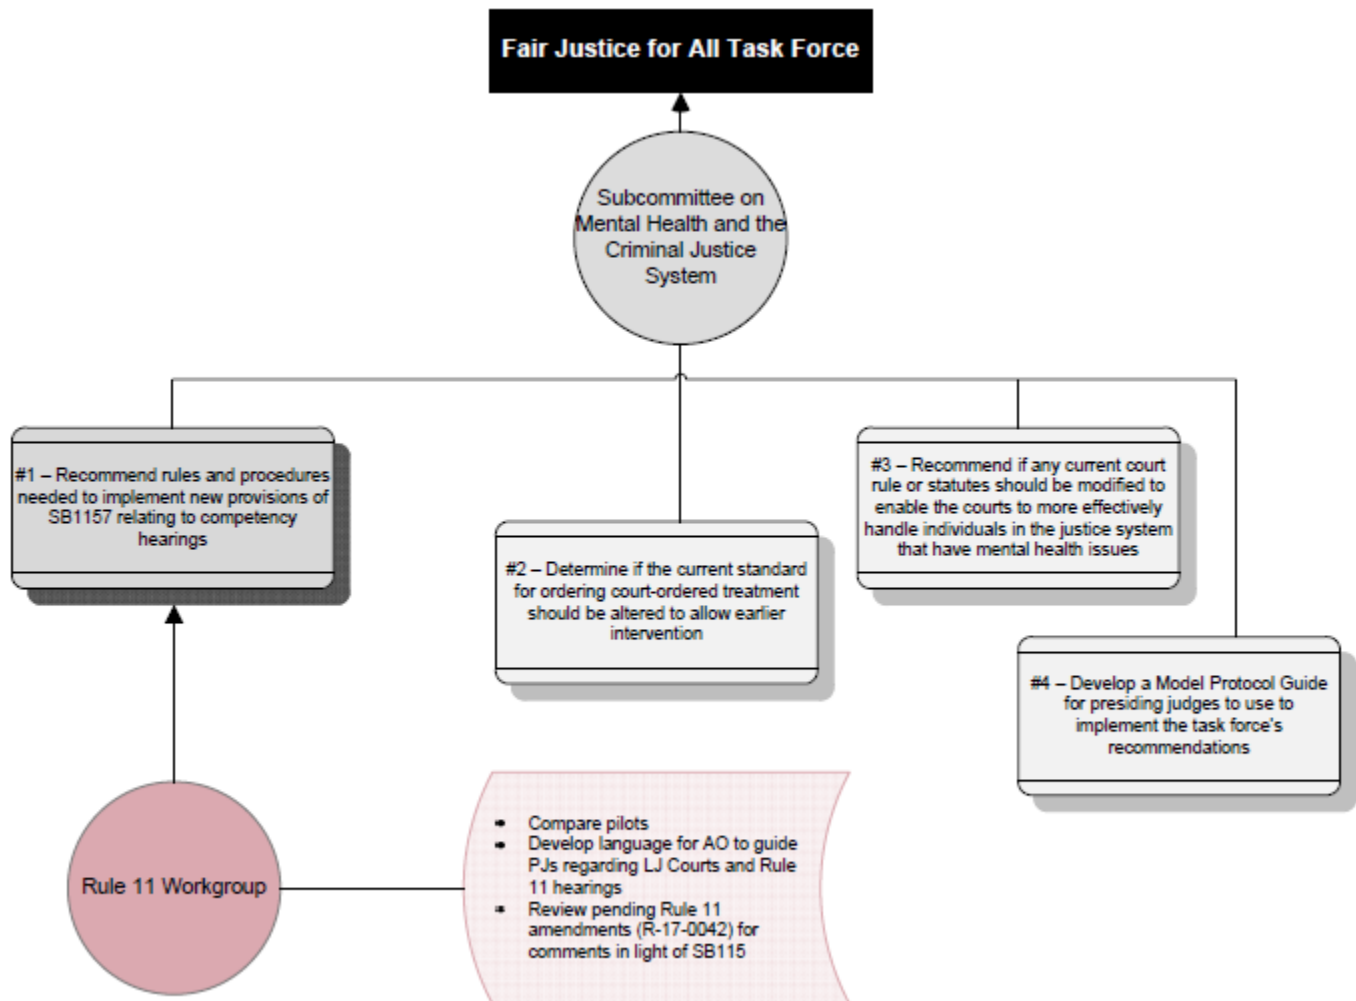 Fair Justice for All Task Force
Subcommittee on
Mental Health and the
Criminal Justice
System
#1 – Recommend rules and procedures
needed to implement new provisions of
SB1157 relating to competency
hearings
#2 – Determine if the current standard
for ordering court-ordered treatment
should be altered to allow earlier
intervention
#3 – Recommend if any current court
rule or statutes should be modified to
enable the courts to more effectively
handle individuals in the justice system
that have mental health issues
#4 – Develop a Model Protocol Guide
for presiding judges to use to
implement the task force's
recommendations
Rule 11 Workgroup
• Compare pilots
• Develop language for AO to guide
PJs regarding LJ Courts and Rule
11 hearings
• Review pending Rule 11
amendments (R-17-0042) for
comments in light of SB115